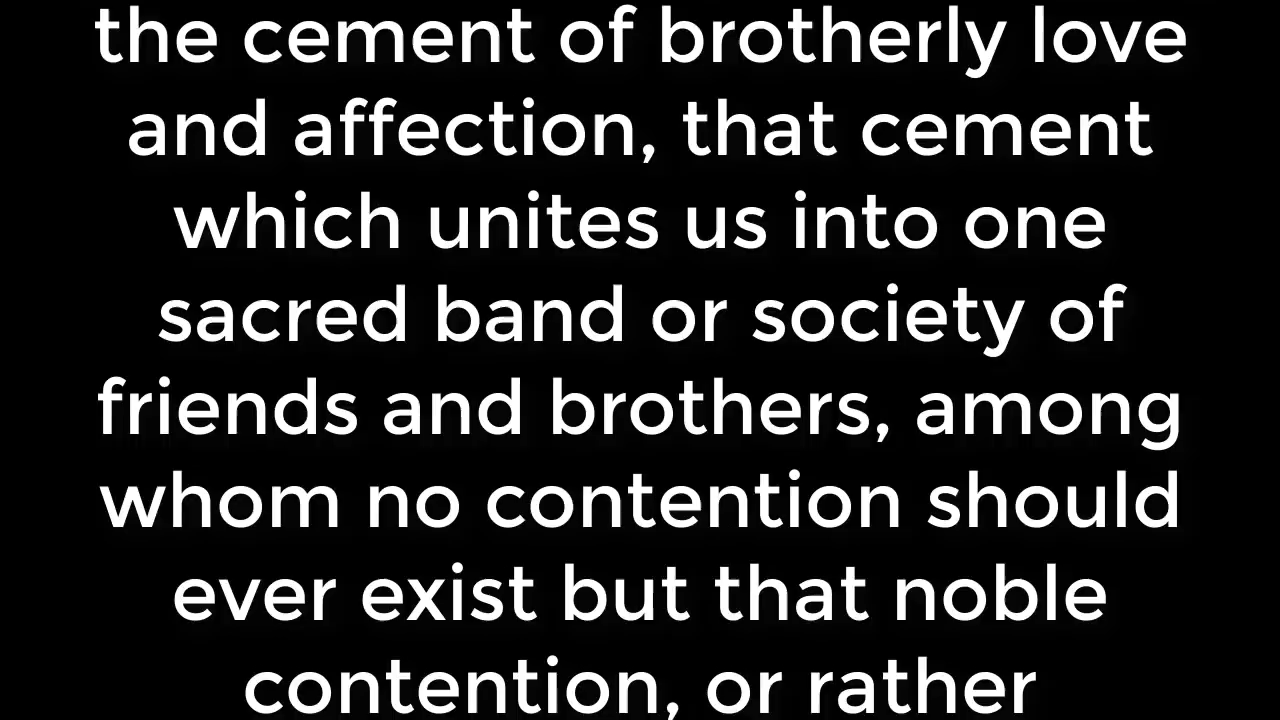 the cement of brotherly love
and affection, that cement
which unites us into one
sacred band or society of
friends and brothers, among
whom no contention should
ever exist but that noble
contention, or rather